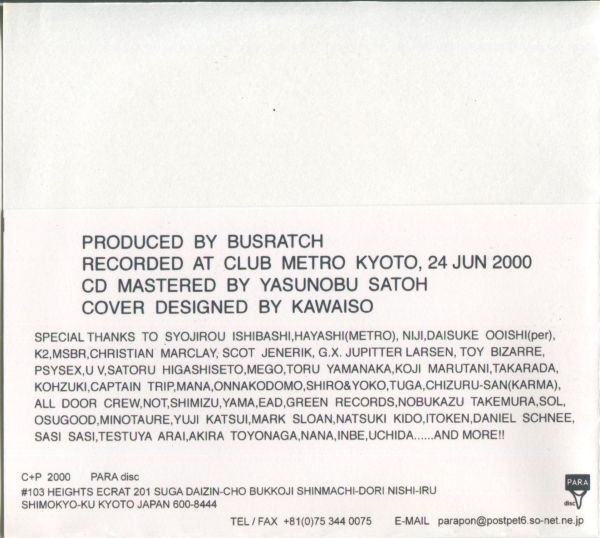 PRODUCED BY BUSRATCH
RECORDED AT CLUB METRO KYOTO, 24 JUN 2000
CD MASTERED BY YASUNOBU SATOH
COVER DESIGNED BY KAWAISO
SPECIAL THANKS TO SYOJIROU ISHIBASHI,HAYASHI(METRO), NIJI,DAISUKE OOISHI(per),
K2,MSBR,CHRISTIAN MARCLAY, SCOT JENERIK, G.X. JUPITTER LARSEN, TOY BIZARRE,
PSYSEX,U V,SATORU HIGASHISETO,MEGO,TORU YAMANAKA,KOJI MARUTANI,TAKARADA,
KOHZUKI,CAPTAIN TRIP,MANA,ONNAKODOMO,SHIRO&YOKO,TUGA,CHIZURU-SAN(KARMA),
ALL DOOR CREW,NOT,SHIMIZU,YAMA,EAD,GREEN RECORDS,NOBUKAZU TAKEMURA,SOL,
OSUGOOD,MINOTAURE,YUJI KATSUI,MARK SLOAN,NATSUKI KIDO,ITOKEN,DANIEL SCHNEE,
SASI SASI,TESTUYA ARAI,AKIRA TOYONAGA,NANA,INBE,UCHIDA......AND MORE!!
C+P 2000 PARA disc
#103 HEIGHTS ECRAT 201 SUGA DAIZIN-CHO BUKKOJI SHINMACHI-DORI NISHI-IRU
SHIMOKYO-KU KYOTO JAPAN 600-8444
PARA
disc
TEL / FAX +81(0)75 344 0075 E-MAIL parapon@postpet6.so-net.ne.jp